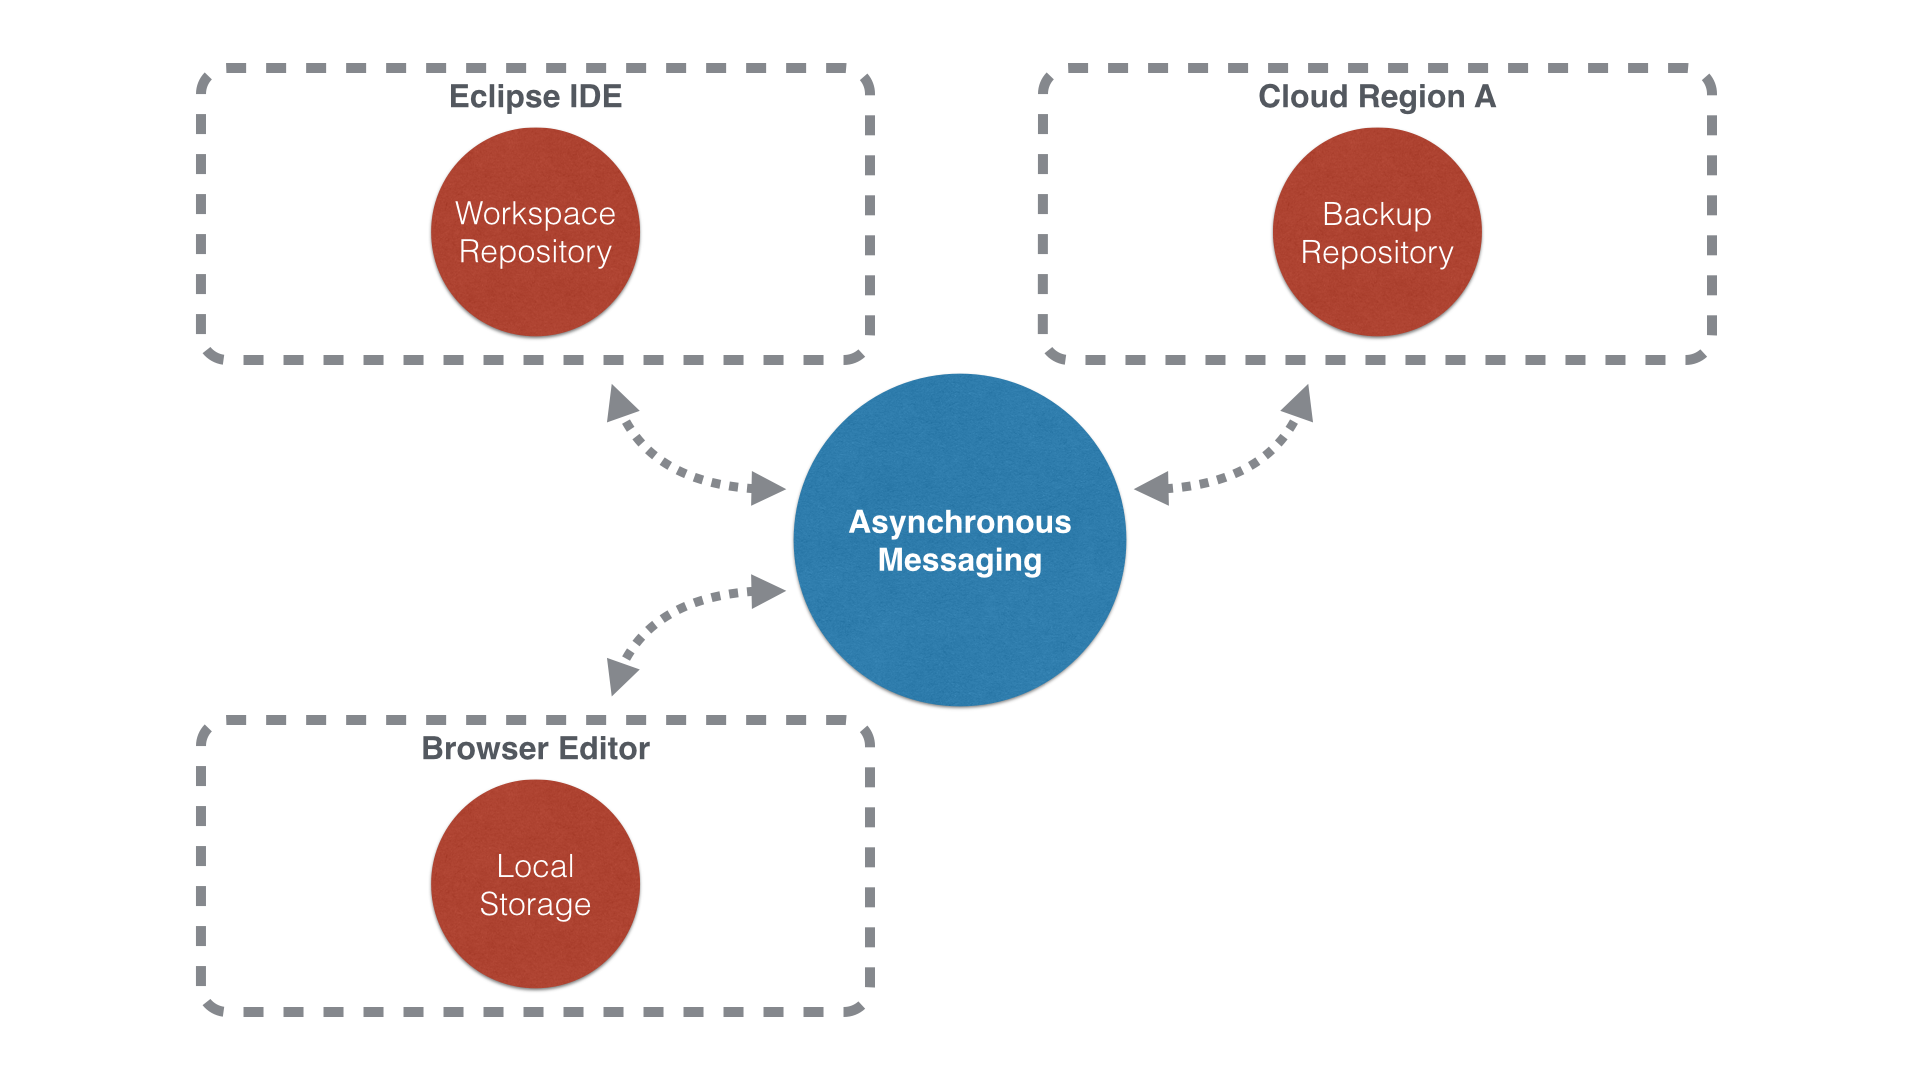 Eclipse IDE
Workspace
Repository
Cloud Region A
Backup
Repository
Asynchronous
Messaging
Browser Editor
Local
Storage